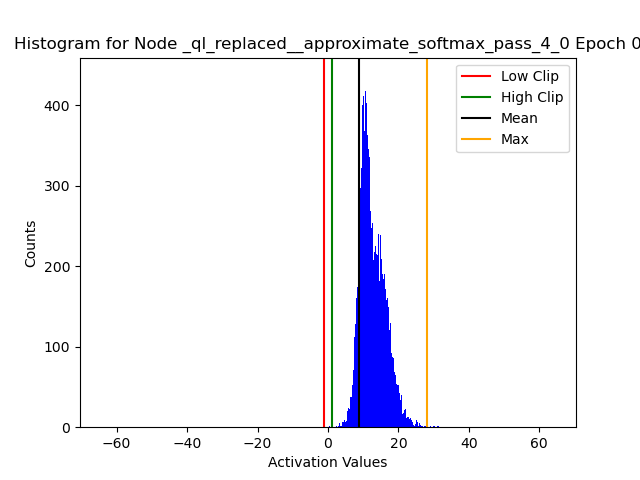 Histogram for Node _ql_replaced__approximate_softmax_pass_4_0 Epoch 0
Low Clip
High Clip
Mean
Max
Counts
400
300
200
100
0
−60
−40
−20
0
20
40
60
Activation Values